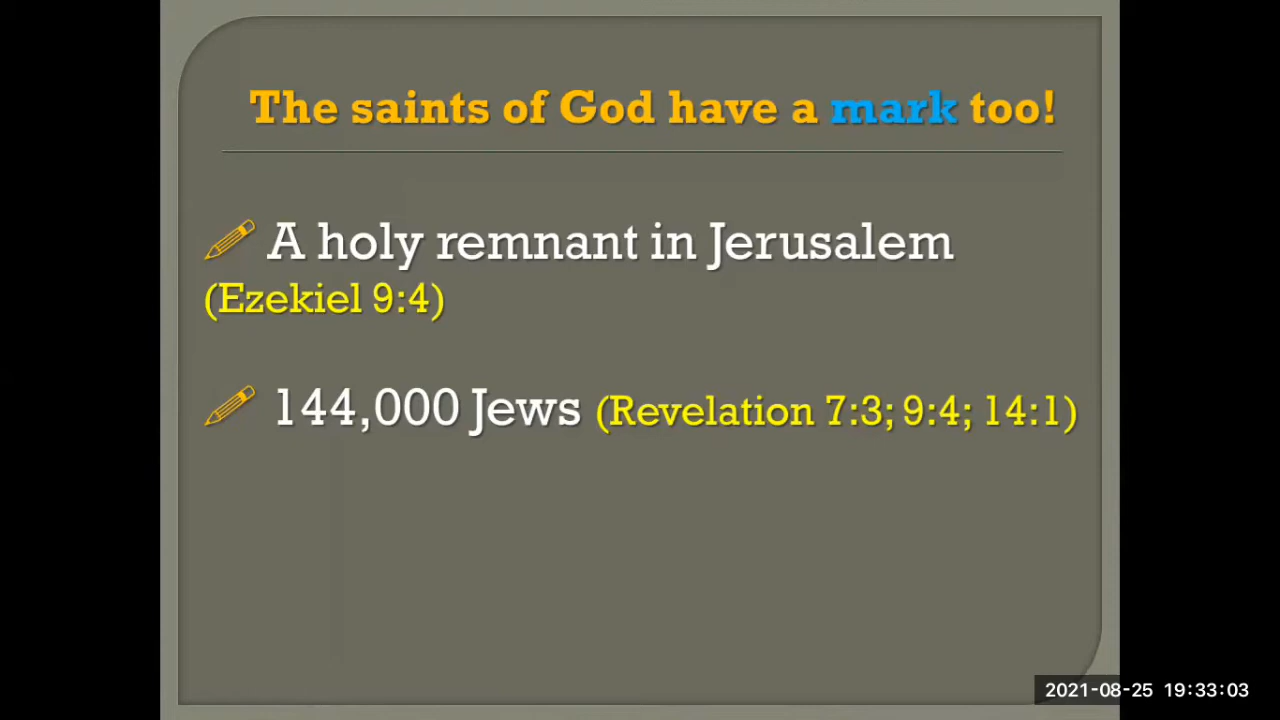 The saints of God have a mark too!
A holy remnant in Jerusalem
(Ezekiel 9:4)
144,000 Jews (Revelation 7:3; 9:4; 14:1)
2021-08-25 19:33:03